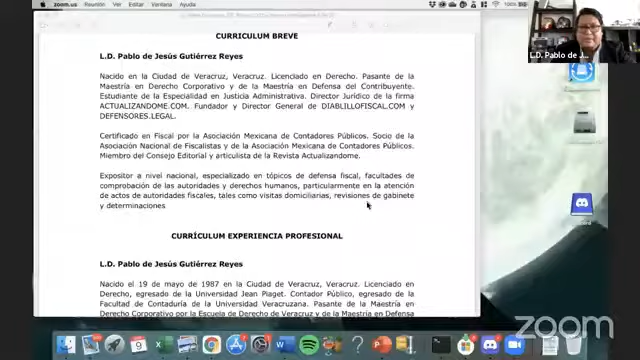 zoom.us Reunión Ver Editar Ventana Ayuda
100%
CURRICULUM BREVE
L.D. Pablo de Jesús Gutiérrez Reyes
Nacido en la Ciudad de Veracruz, Veracruz. Licenciado en Derecho. Pasante de la
Maestría en Derecho Corporativo y de la Maestría en Defensa del Contribuyente.
Estudiante de la Especialidad en Justicia Administrativa. Director Jurídico de la firma
ACTUALIZANDOME.COM. Fundador y Director General de DIABLILLOFISCAL.COM y
DEFENSORES.LEGAL.
Certificado en Fiscal por la Asociación Mexicana de Contadores Públicos. Socio de la
Asociación Nacional de Fiscalistas y de la Asociación Mexicana de Contadores Públicos.
Miembro del Consejo Editorial y articulista de la Revista Actualizandome.
Expositor a nivel nacional, especializado en tópicos de defensa fiscal, facultades de
comprobación de las autoridades y derechos humanos, particularmente en la atención
de actos de autoridades fiscales, tales como visitas domiciliarias, revisiones de gabinete
y determinaciones
CURRÍCULUM EXPERIENCIA PROFESIONAL
L.D. Pablo de Jesús Gutiérrez Reyes
Nacido el 19 de mayo de 1987 en la Ciudad de Veracruz, Veracruz. Licenciado en
Derecho, egresado de la Universidad Jean Piaget. Contador Público, egresado de la
Facultad de Contaduría de la Universidad Veracruzana. Pasante de la Maestría en
Derecho Corporativo por la Escuela de Derecho de Veracruz y de la Maestría en Defensa
L.D. Pablo de J...
9
zoom